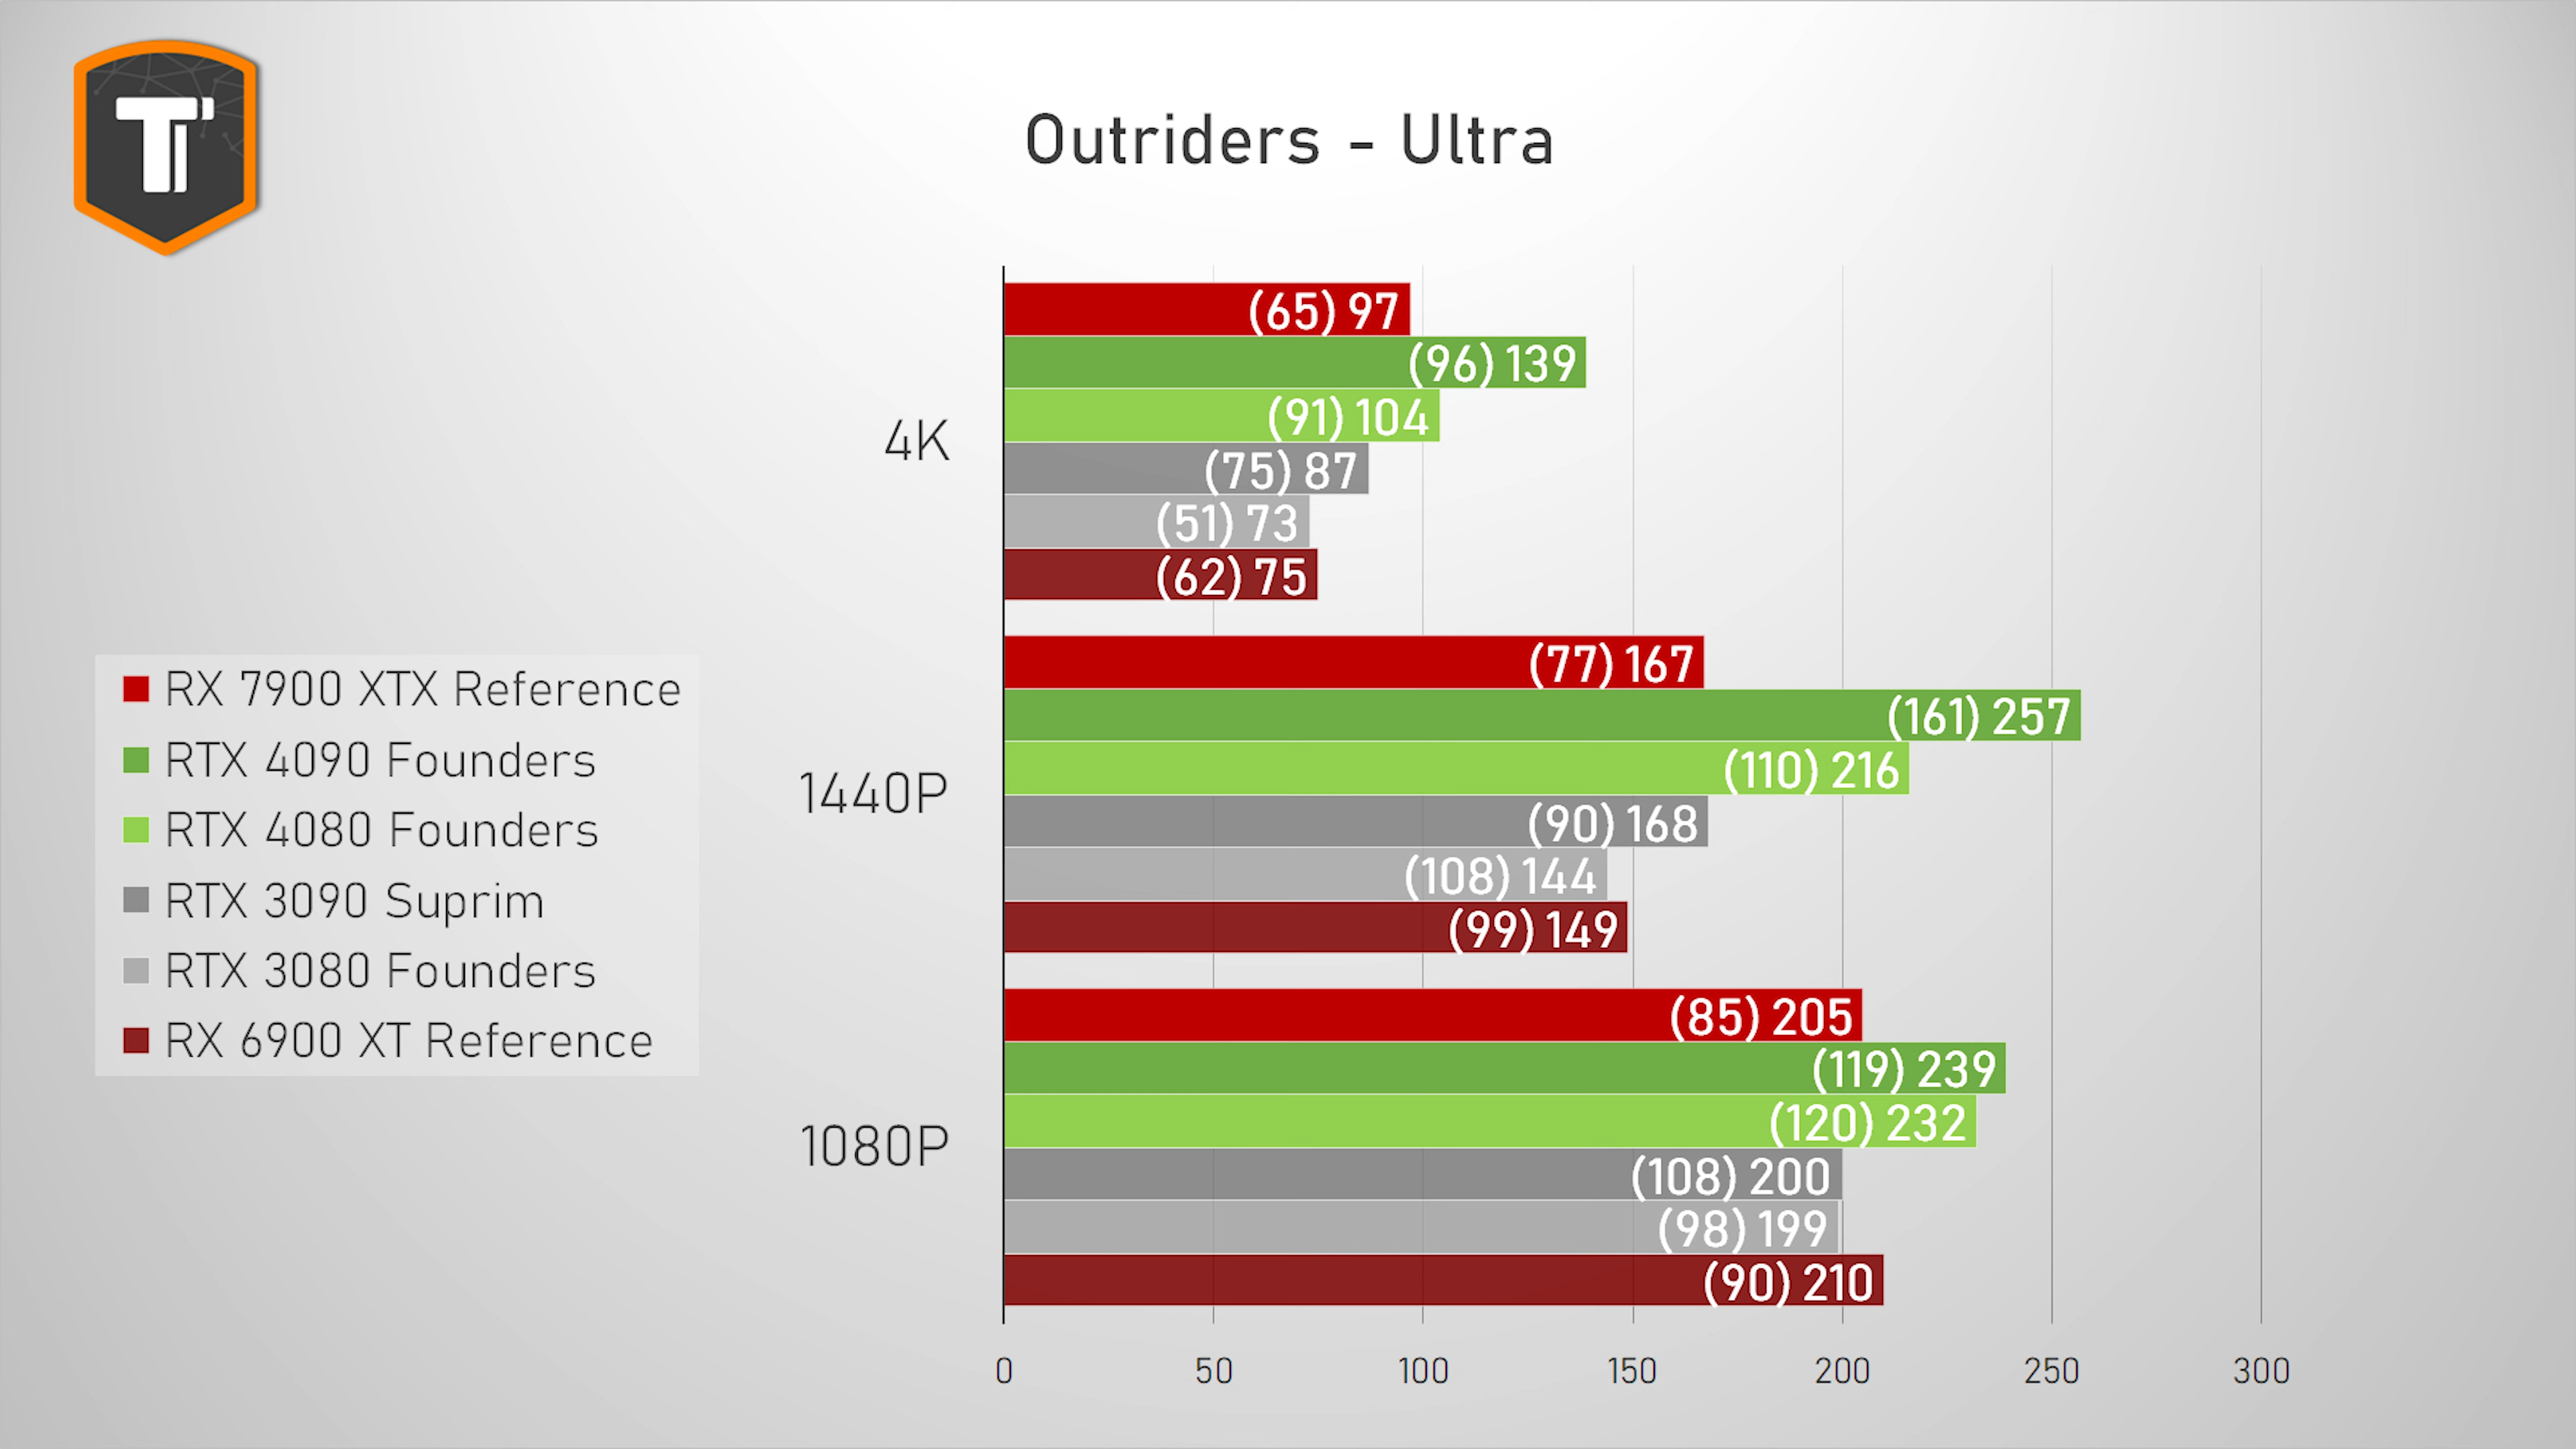 Outriders - Ultra
4K
(65) 97
(96) 139
(91) 104
(75) 87
(51) 73
(62) 75
1440P
(77) 167
(161) 257
(110) 216
(90) 168
(108) 144
(99) 149
1080P
(85) 205
(119) 239
(120) 232
(108) 200
(98) 199
(90) 210
0 50 100 150 200 250 300
RX 7900 XTX Reference
RTX 4090 Founders
RTX 4080 Founders
RTX 3090 Suprim
RTX 3080 Founders
RX 6900 XT Reference